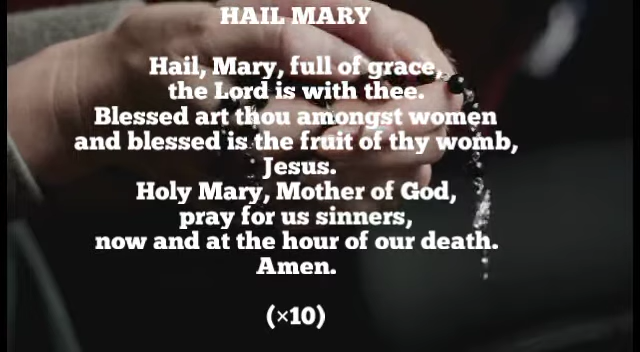 HAIL MARY
Hail, Mary, full of grace,
the Lord is with thee.
Blessed art thou amongst women
and blessed is the fruit of thy womb,
Jesus.
Holy Mary, Mother of God,
pray for us sinners,
now and at the hour of our death.
Amen.
(×10)